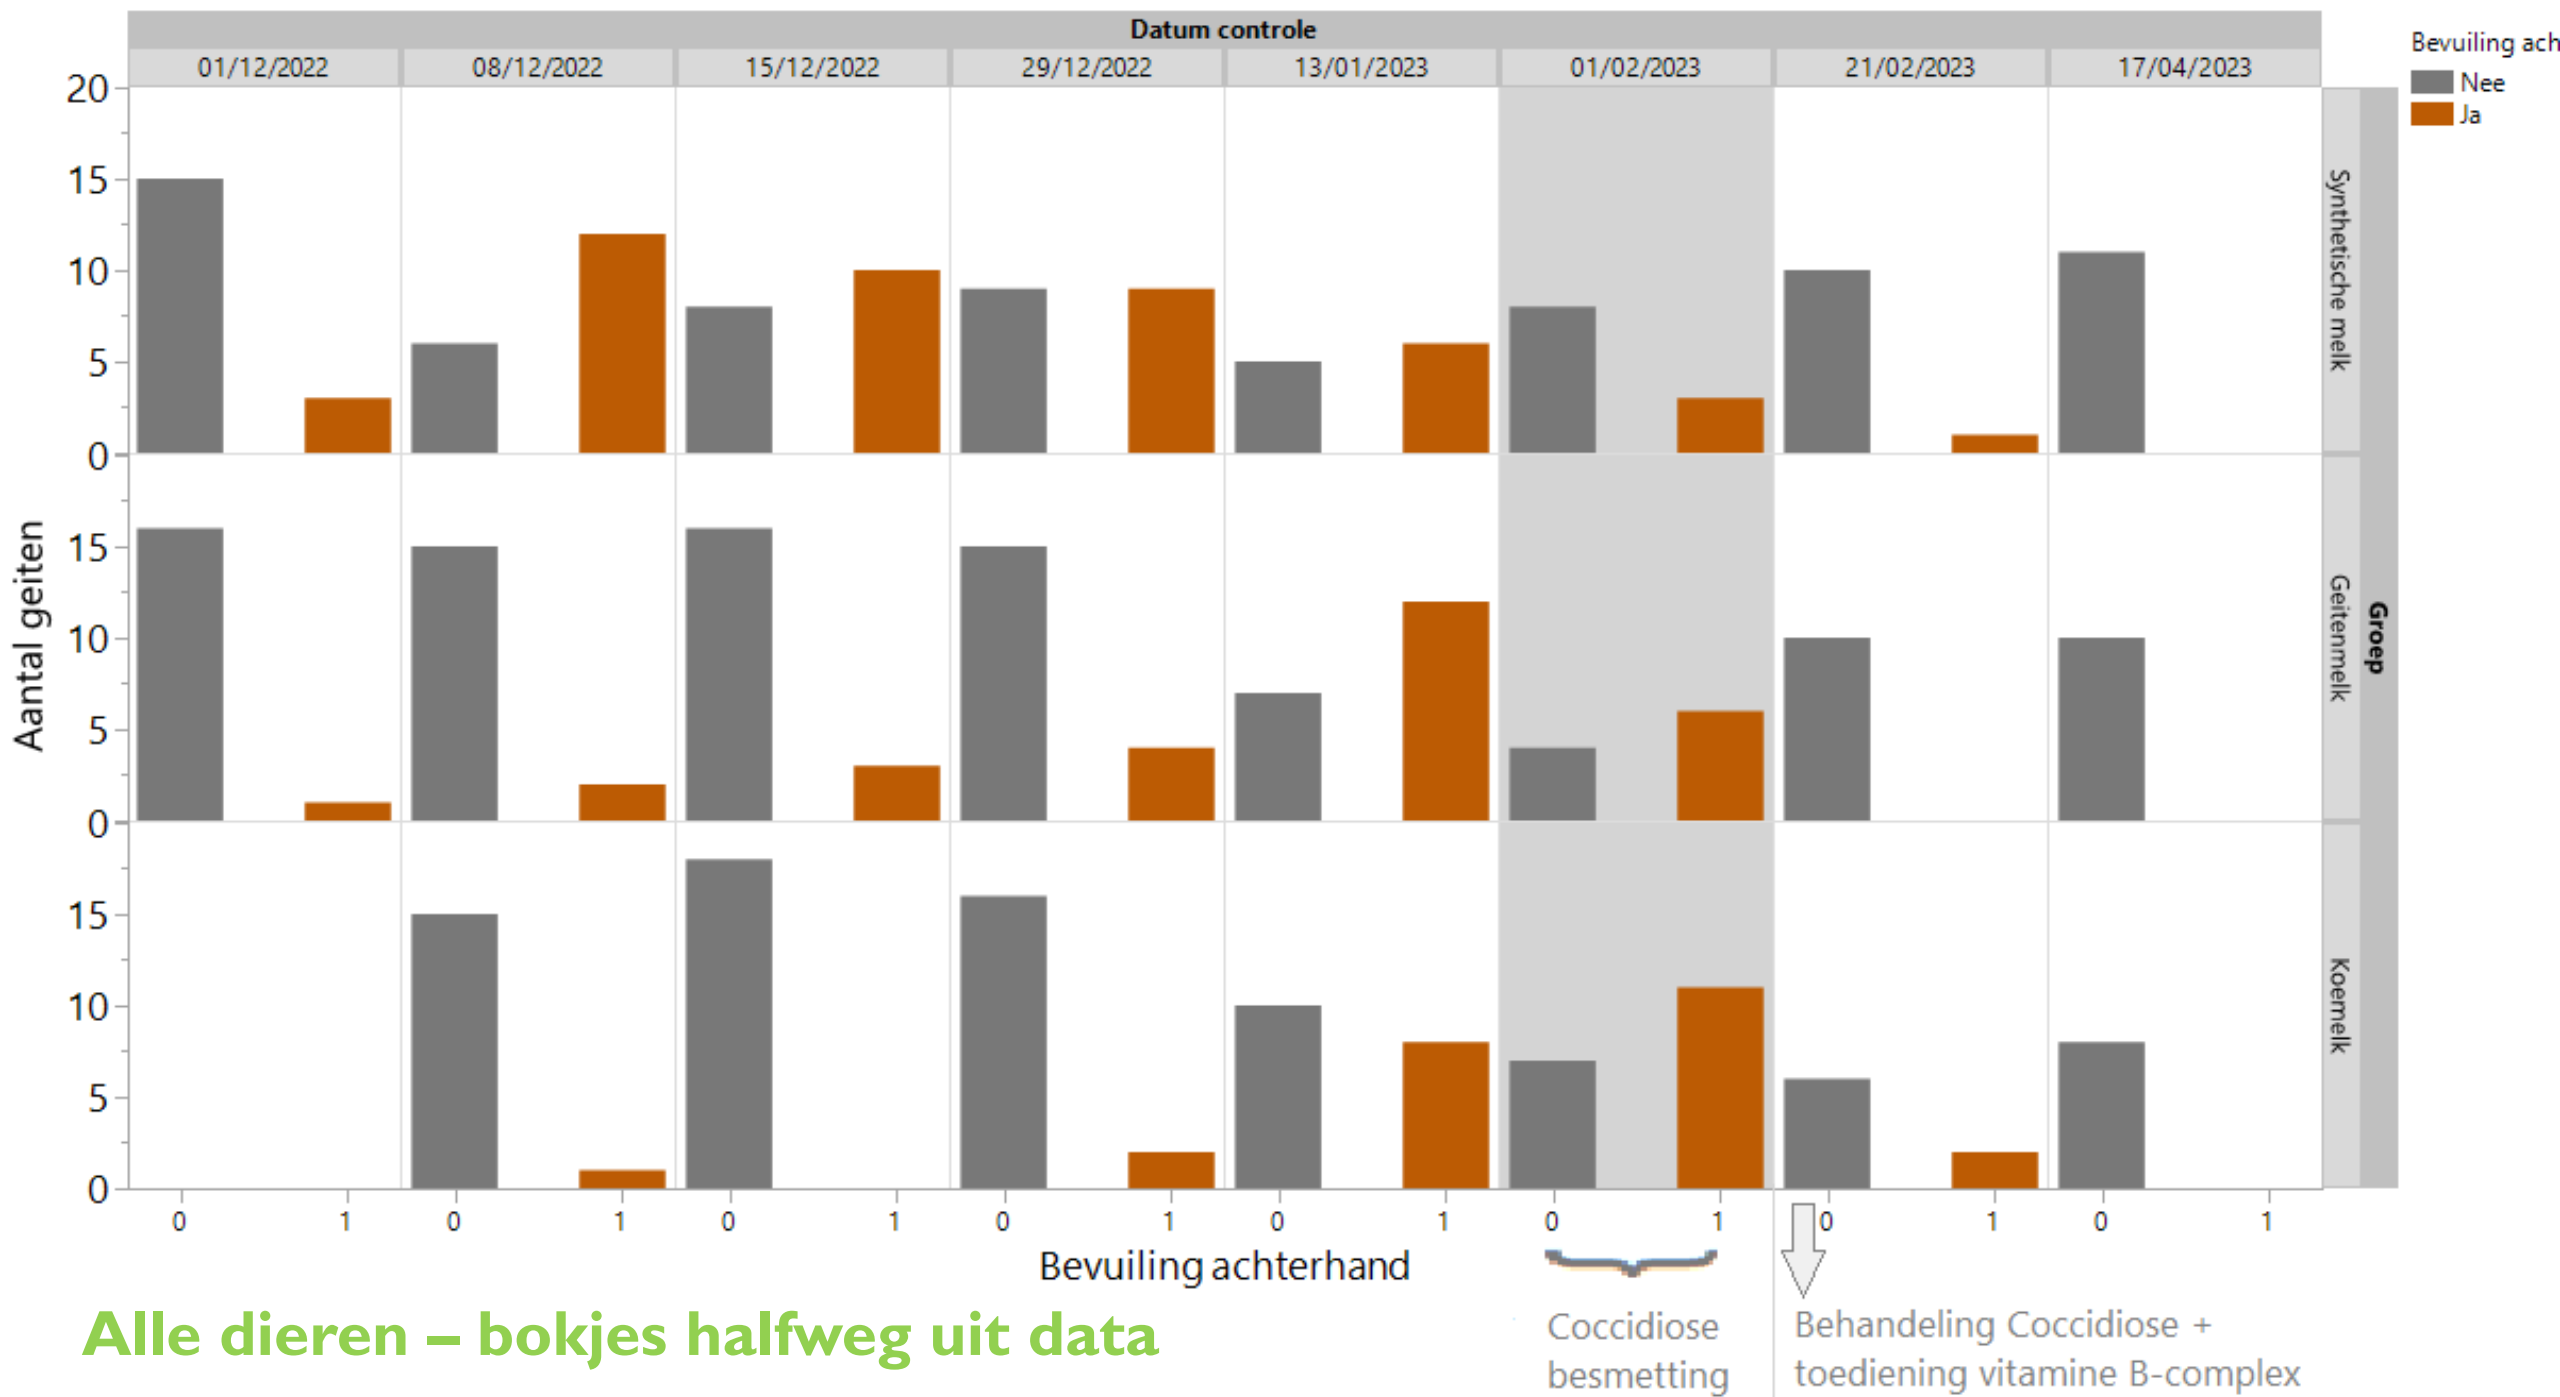 Datum controle
01/12/2022 08/12/2022 15/12/2022 29/12/2022 13/01/2023 01/02/2023 21/02/2023 17/04/2023
Bevuiling ach
Nee
Ja
20
15
10
5
0
Synthetische melk
15
10
5
0
Geitenmelk
15
10
5
0
Koemelk
Groep
Aantal geiten
0 1 0 1 0 1 0 1 0 1 0 1 0 1 0 1
Bevuiling achterhand
Alle dieren – bokjes halfweg uit data
Coccidiose
besmetting
Behandeling Coccidiose +
toediening vitamine B-complex